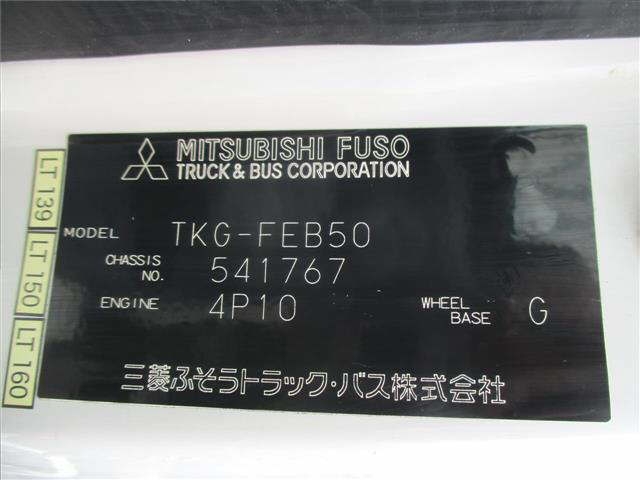 MITSUBISHI FUSO
TRUCK & BUS CORPORATION
MODEL TKG-FEB50
CHASSIS NO. 541767
ENGINE 4P10 WHEEL BASE G
三菱ふそうトラック・バス株式会社
LT 139
LT 150
LT 160